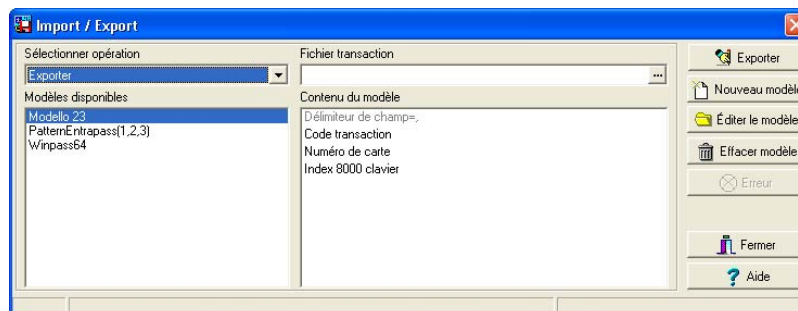 Import / Export
Sélectionner opération
Fichier transaction
Exporter
...
Modèles disponibles
Contenu du modèle
Modello 23
PatternEntrapass(1,2,3)
Winpass64
Délimiteur de champ=,
Code transaction
Numéro de carte
Index 8000 clavier
Exporter
Nouveau modèle
Éditer le modèle
Effacer modèle
Erreur
Fermer
Aide